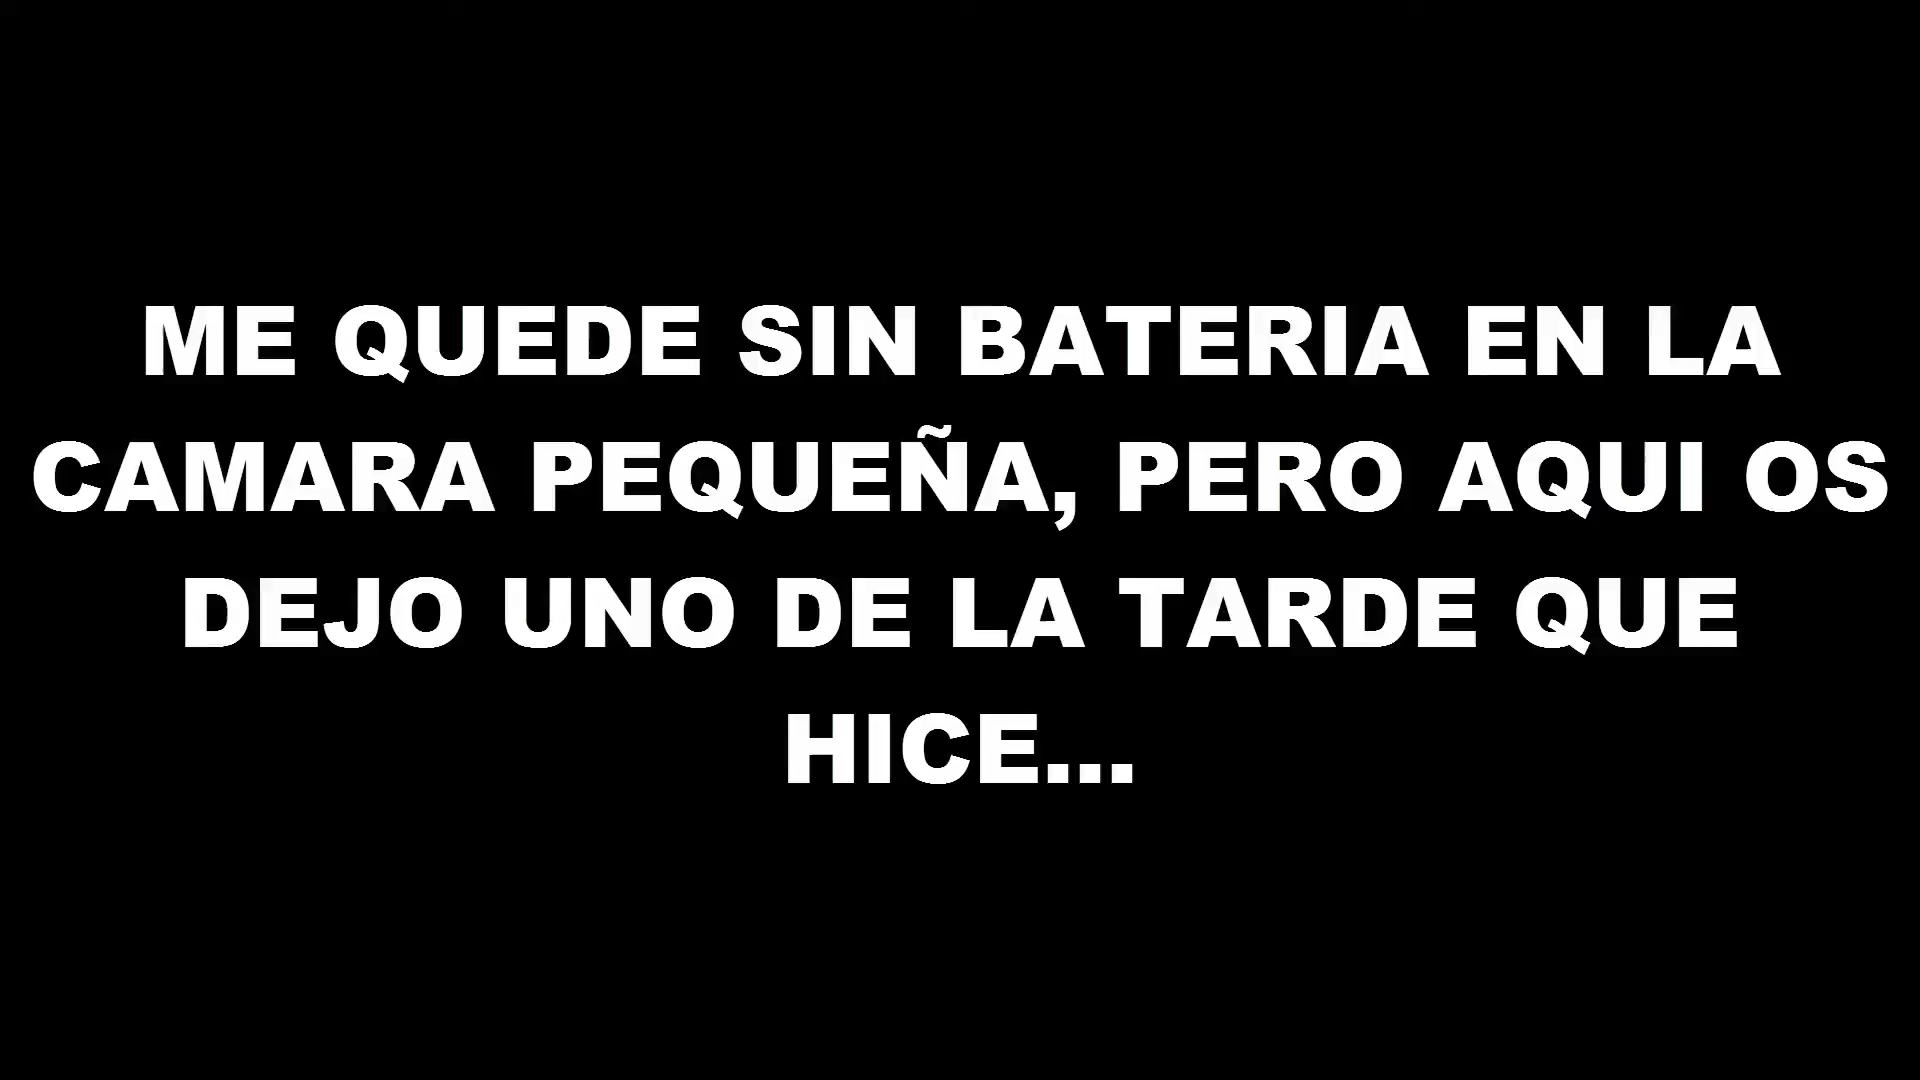 ME QUEDE SIN BATERIA EN LA
CAMARA PEQUEÑA, PERO AQUI OS
DEJO UNO DE LA TARDE QUE
HICE...